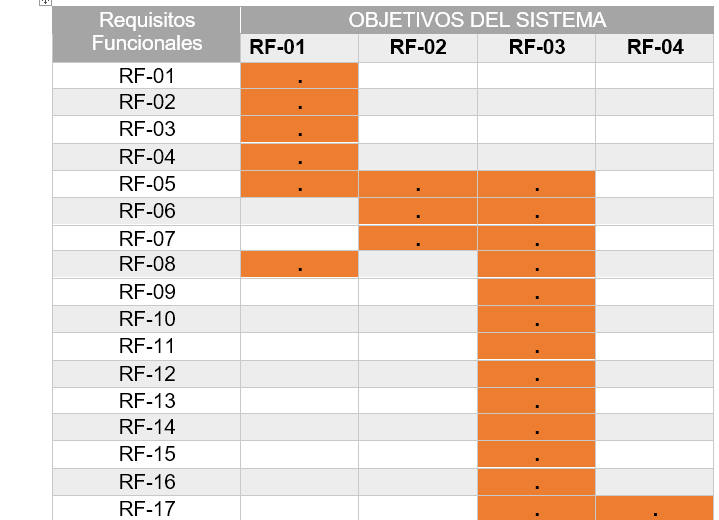 Requisitos Funcionales OBJETIVOS DEL SISTEMA
RF-01 RF-02 RF-03 RF-04
RF-01 .
RF-02 .
RF-03 .
RF-04 .
RF-05 . . .
RF-06 . .
RF-07 . .
RF-08 . .
RF-09 .
RF-10 .
RF-11 .
RF-12 .
RF-13 .
RF-14 .
RF-15 .
RF-16 .
RF-17 . .